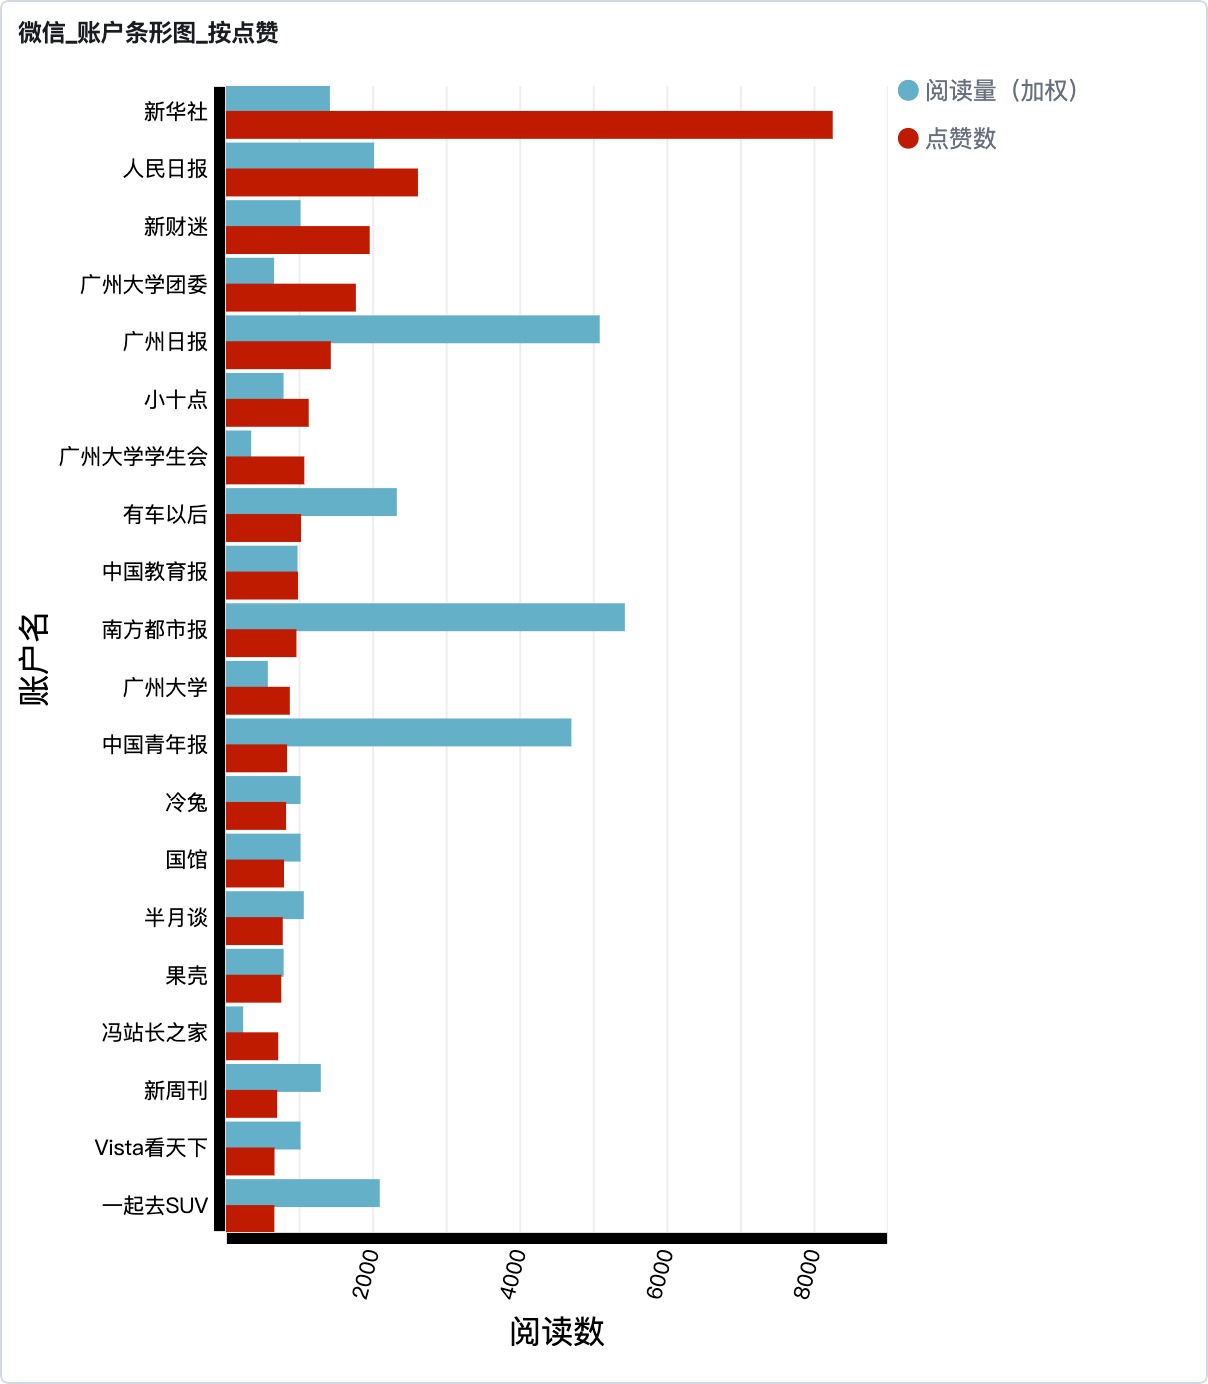 微信_账户条形图_按点赞
阅读量（加权）
点赞数
新华社
人民日报
新财迷
广州大学团委
广州日报
小十点
广州大学学生会
有车以后
中国教育报
南方都市报
广州大学
中国青年报
冷兔
国馆
半月谈
果壳
冯站长之家
新周刊
Vista看天下
一起去SUV
账户名
2000
4000
6000
8000
阅读数